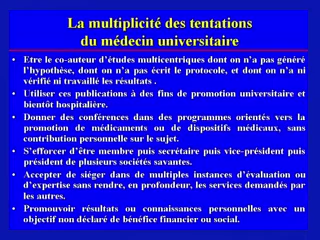 La multiplicité des tentations
du médecin universitaire
• Etre le co-auteur d'études multicentriques dont on n'a pas généré
l'hypothèse, dont on n'a pas écrit le protocole, et dont on n'a ni
vérifié ni travaillé les résultats .
• Utiliser ces publications à des fins de promotion universitaire et
bientôt hospitalière.
• Donner des conférences dans des programmes orientés vers la
promotion de médicaments ou de dispositifs médicaux, sans
contribution personnelle sur le sujet.
• S'efforcer d'être membre puis secrétaire puis vice-président puis
président de plusieurs sociétés savantes.
• Accepter de siéger dans de multiples instances d'évaluation ou
d'expertise sans rendre, en profondeur, les services demandés par
les autres.
• Promouvoir résultats ou connaissances personnelles avec un
objectif non déclaré de bénéfice financier ou social.